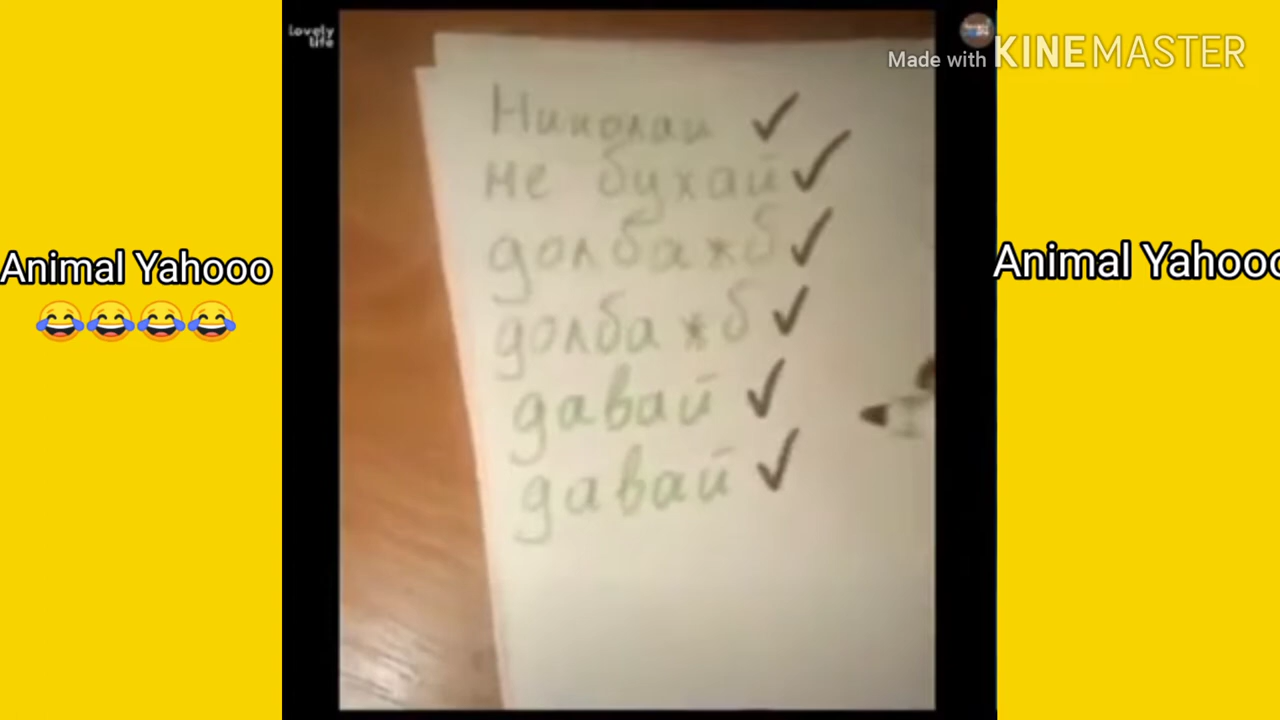 lovely
life
Made with KINEMASTER
Николай ✓
не бухай ✓
долбажб ✓
долбажб ✓
давай ✓
давай ✓
Animal Yahooo
😂😂😂😂
Animal Yahooo